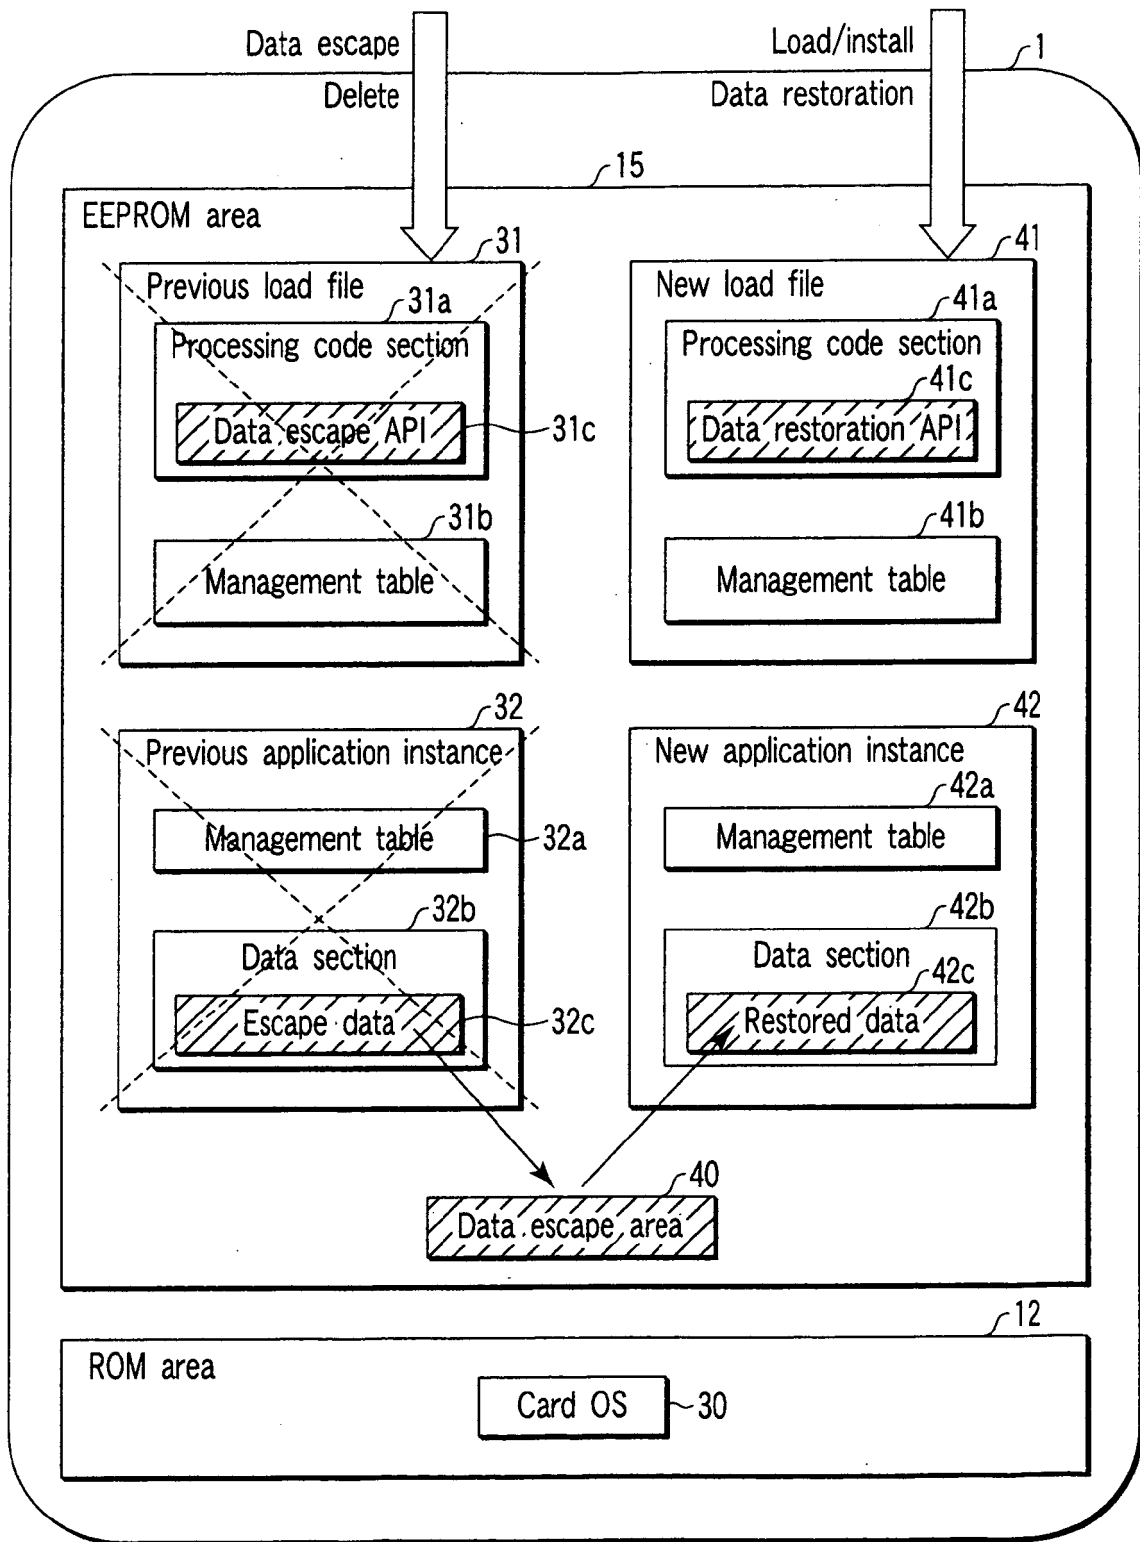 Data escape
Load/install
1
Delete
Data restoration
15
EEPROM area
31
41
Previous load file
New load file
31a
41a
Processing code section
Processing code section
41c
Data escape API
31c
Data restoration API
31b
41b
Management table
Management table
32
42
Previous application instance
New application instance
42a
Management table
32a
Management table
32b
42b
Data section
Data section
42c
Escape data
32c
Restored data
40
Data escape area
12
ROM area
Card OS
30